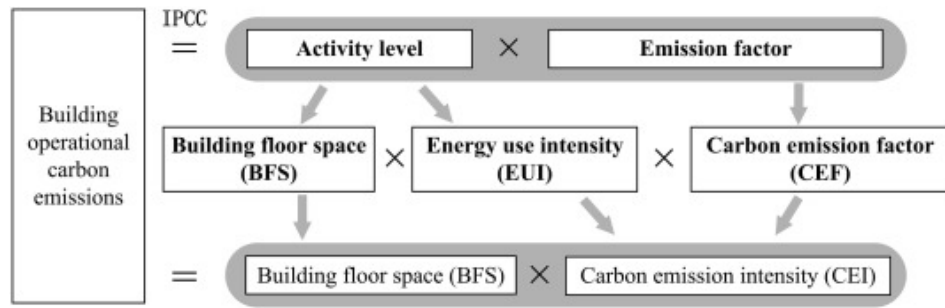 IPCC
= Activity level × Emission factor
Building
operational
carbon
emissions
Building floor space
(BFS)
×
Energy use intensity
(EUI)
×
Carbon emission factor
(CEF)
= Building floor space (BFS) × Carbon emission intensity (CEI)